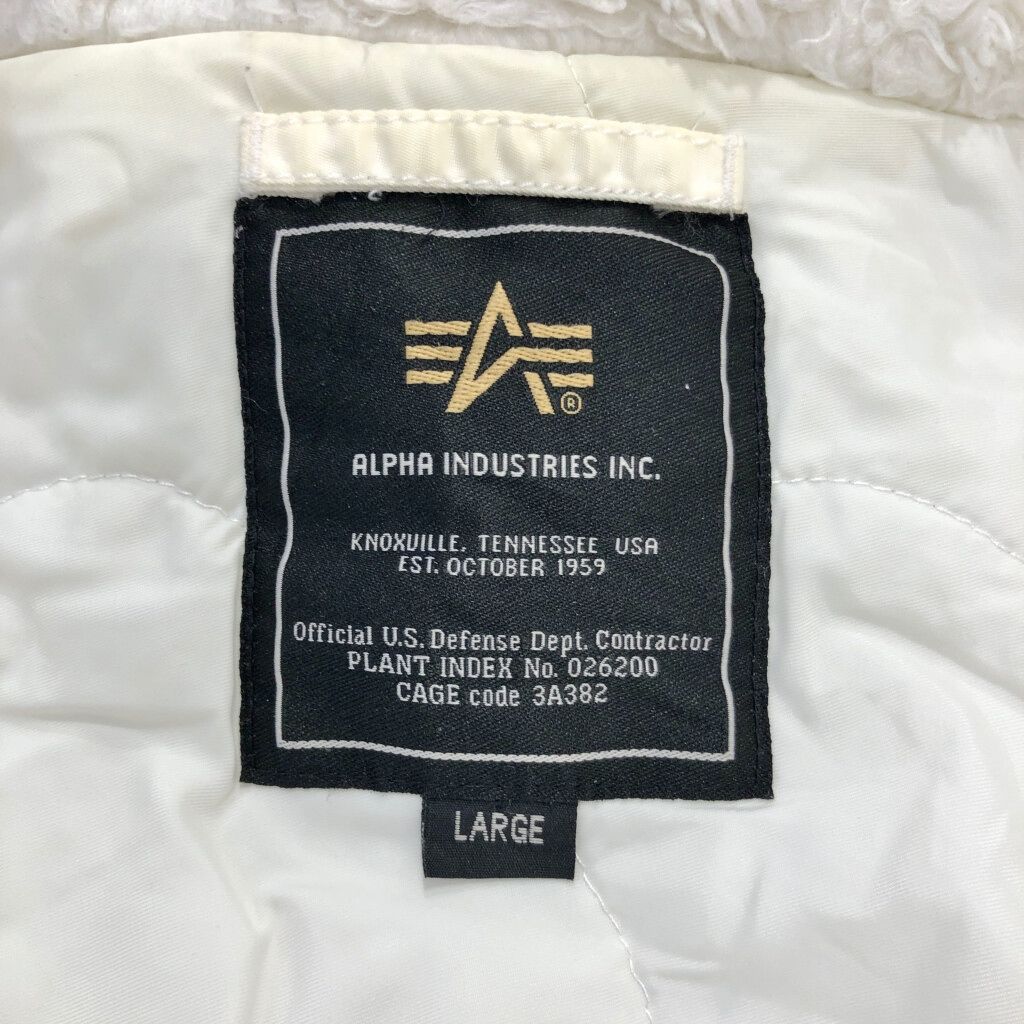 ®
ALPHA INDUSTRIES INC.
KNOXVILLE, TENNESSEE USA
EST. OCTOBER 1959
Official U.S. Defense Dept. Contractor
PLANT INDEX No. 026200
CAGE code 3A382
LARGE